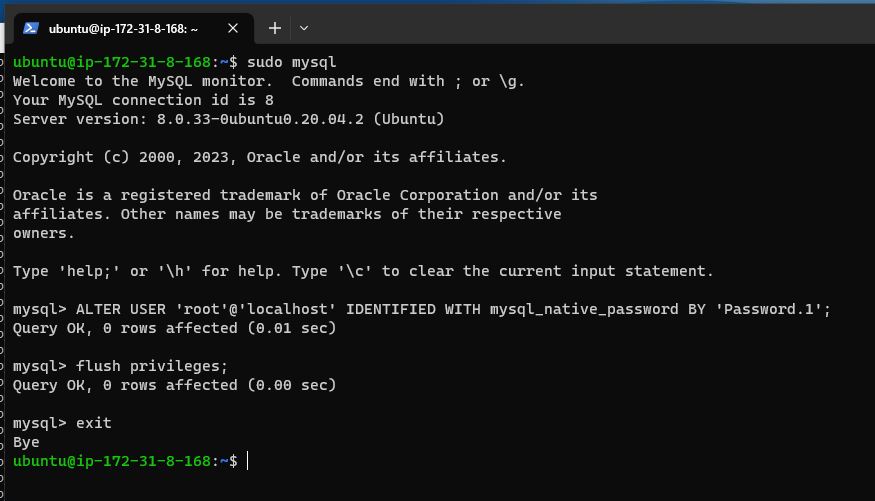 ubuntu@ip-172-31-8-168: ~
ubuntu@ip-172-31-8-168:~$ sudo mysql
Welcome to the MySQL monitor.  Commands end with ; or \g.
Your MySQL connection id is 8
Server version: 8.0.33-0ubuntu0.20.04.2 (Ubuntu)
Copyright (c) 2000, 2023, Oracle and/or its affiliates.
Oracle is a registered trademark of Oracle Corporation and/or its
affiliates. Other names may be trademarks of their respective
owners.
Type 'help;' or '\h' for help. Type '\c' to clear the current input statement.
mysql> ALTER USER 'root'@'localhost' IDENTIFIED WITH mysql_native_password BY 'Password.1';
Query OK, 0 rows affected (0.01 sec)
mysql> flush privileges;
Query OK, 0 rows affected (0.00 sec)
mysql> exit
Bye
ubuntu@ip-172-31-8-168:~$